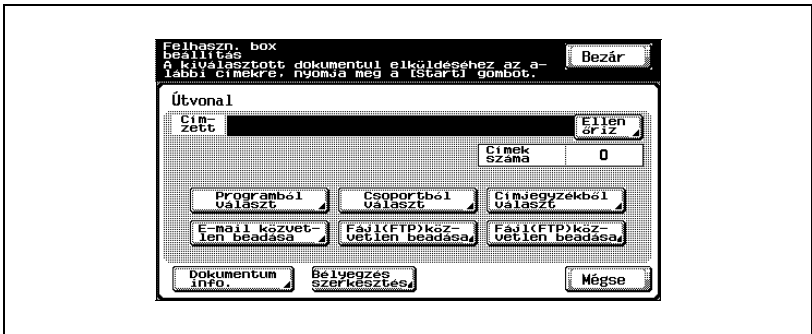 Felhaszn. box
beállítás
A kiválasztott dokumentul elküldéséhez az a-
lábbi címekre, nyomja meg a [Start] gombot.
Bezár
Útvonal
Cím-
zett
Ellen
őriz
Címek
száma
0
Programból
választ
Csoportból
választ
Címjegyzékből
választ
E-mail közvet-
len beadása
Fájl(FTP)köz-
vetlen beadása
Fájl(FTP)köz-
vetlen beadása
Dokumentum
info.
Bélyegzés
szerkesztés
Mégse